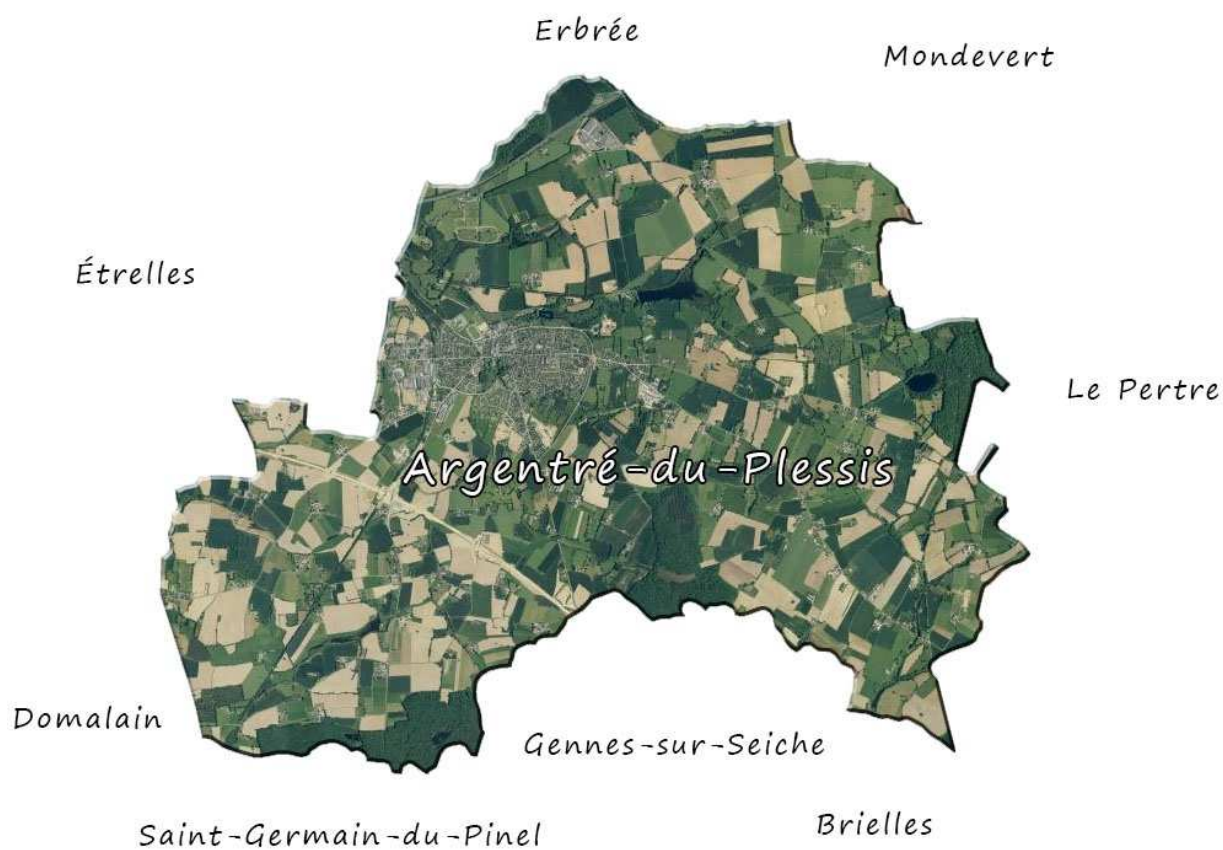 Erbrée
Mondevert
Étrelles
Le Pertre
Argentré-du-Plessis
Domalain
Gennes-sur-Seiche
Saint-Germain-du-Pinel
Brielles